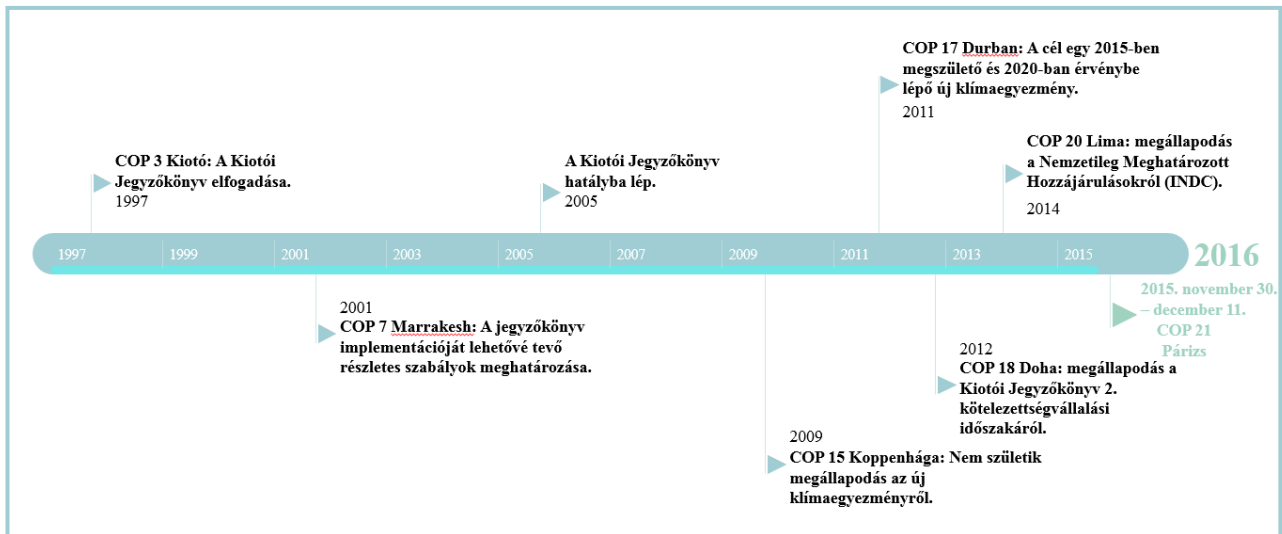 COP 17 Durban: A cél egy 2015-ben
megszülető és 2020-ban érvénybe
lépő új klímaegyezmény.
2011
COP 3 Kiotó: A Kiotói
Jegyzőkönyv elfogadása.
1997
A Kiotói Jegyzőkönyv
hatályba lép.
2005
COP 20 Lima: megállapodás
a Nemzetileg Meghatározott
Hozzájárulásokról (INDC).
2014
1997 1999 2001 2003 2005 2007 2009 2011 2013 2015 2016
2015. november 30.
– december 11.
COP 21
Párizs
2001
COP 7 Marrakesh: A jegyzőkönyv
implementációját lehetővé tevő
részletes szabályok meghatározása.
2012
COP 18 Doha: megállapodás a
Kiotói Jegyzőkönyv 2.
kötelezettségvállalási
időszakáról.
2009
COP 15 Koppenhága: Nem születik
megállapodás az új
klímaegyezményről.